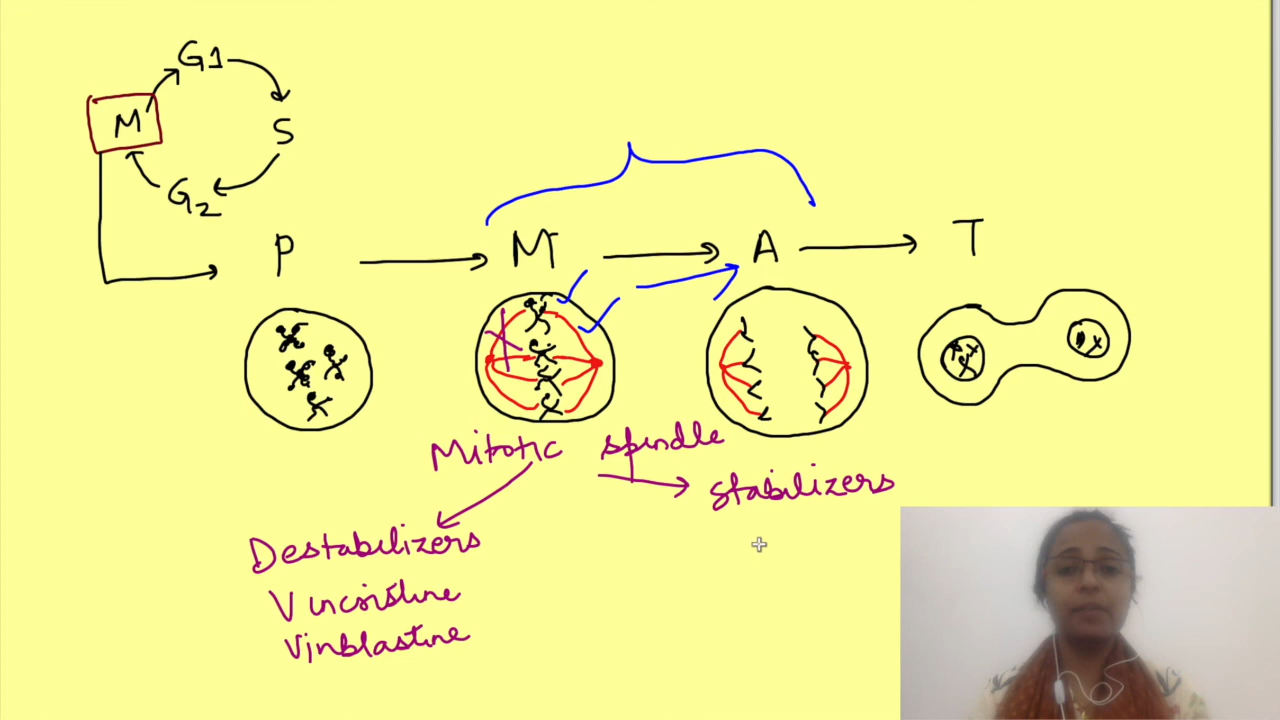 G1
M
S
G2
P
M
A
T
Mitotic spindle
stabilizers
Destabilizers
Vincristine
Vinblastine